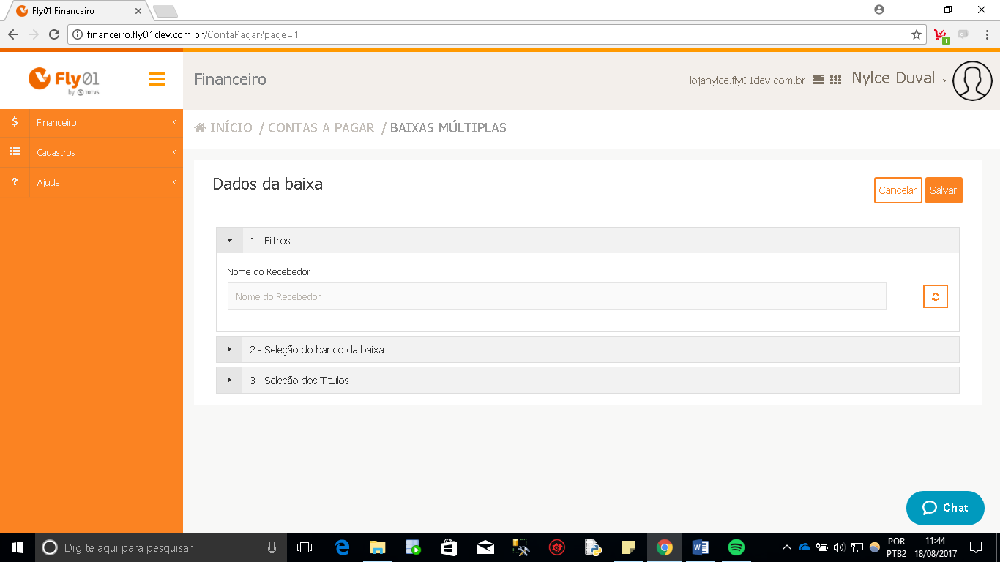 Fly01 Financeiro
financeiro.fly01dev.com.br/ContaPagar?page=1
1
Fly01
by TOTVS
Financeiro
lojanylce.fly01dev.com.br
Nylce Duval
Financeiro
Cadastros
Ajuda
INÍCIO / CONTAS A PAGAR / BAIXAS MÚLTIPLAS
Dados da baixa
Cancelar
Salvar
1 - Filtros
Nome do Recebedor
Nome do Recebedor
2 - Seleção do banco da baixa
3 - Seleção dos Titulos
Chat
Digite aqui para pesquisar
POR
PTB2
11:44
18/08/2017